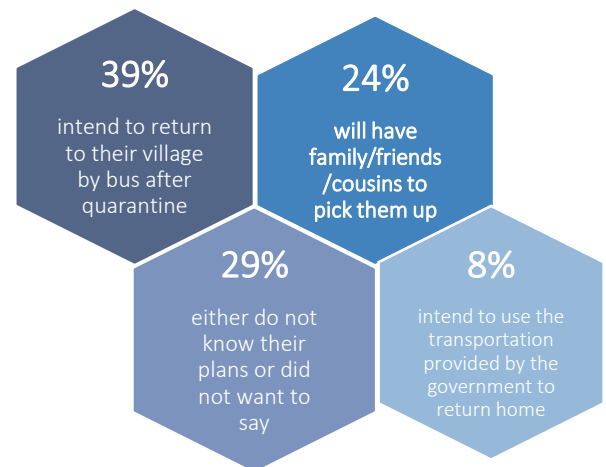 39%
intend to return
to their village
by bus after
quarantine
24%
will have
family/friends
/cousins to
pick them up
29%
either do not
know their
plans or did
not want to
say
8%
intend to use the
transportation
provided by the
government to
return home